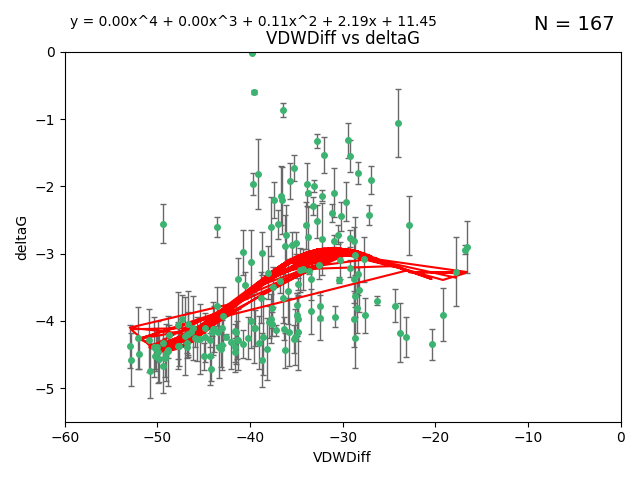 y = 0.00x^4 + 0.00x^3 + 0.11x^2 + 2.19x + 11.45
N = 167
VDWDiff vs deltaG
0
−1
−2
−3
−4
−5
deltaG
−60 −50 −40 −30 −20 −10 0
VDWDiff